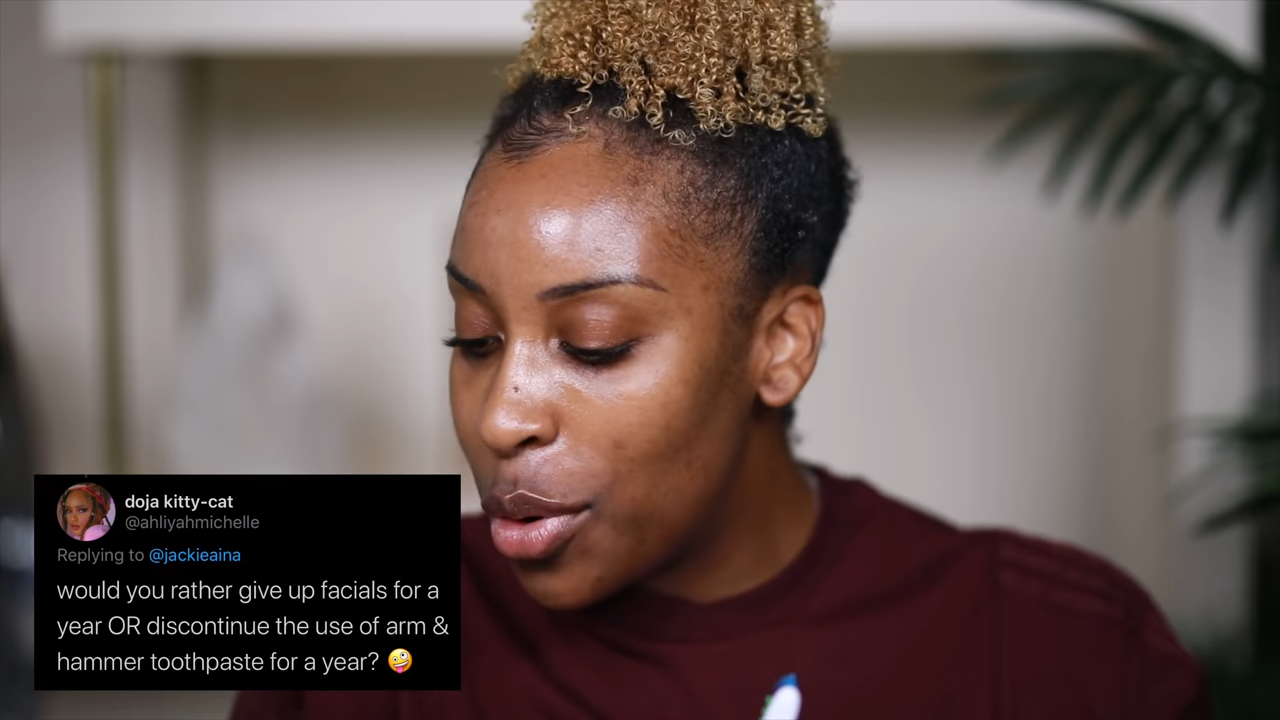 doja kitty-cat
@ahliyahmichelle
Replying to @jackieaina
would you rather give up facials for a
year OR discontinue the use of arm &
hammer toothpaste for a year? 🤪